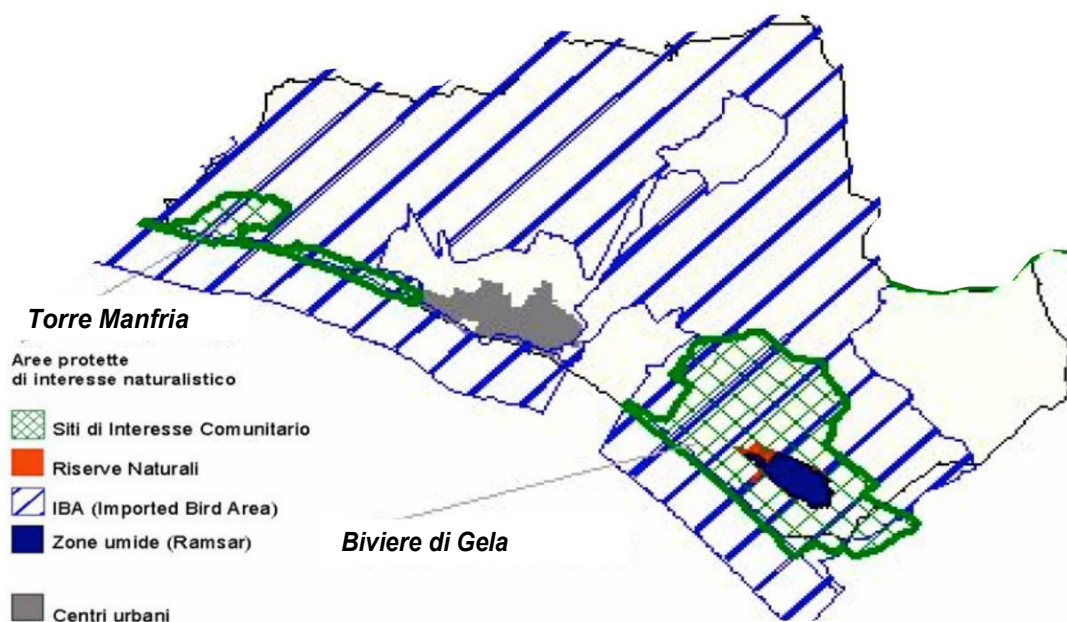 Torre Manfria
Aree protette
di interesse naturalistico
Siti di Interesse Comunitario
Riserve Naturali
IBA (Imported Bird Area)
Zone umide (Ramsar)
Centri urbani
Biviere di Gela